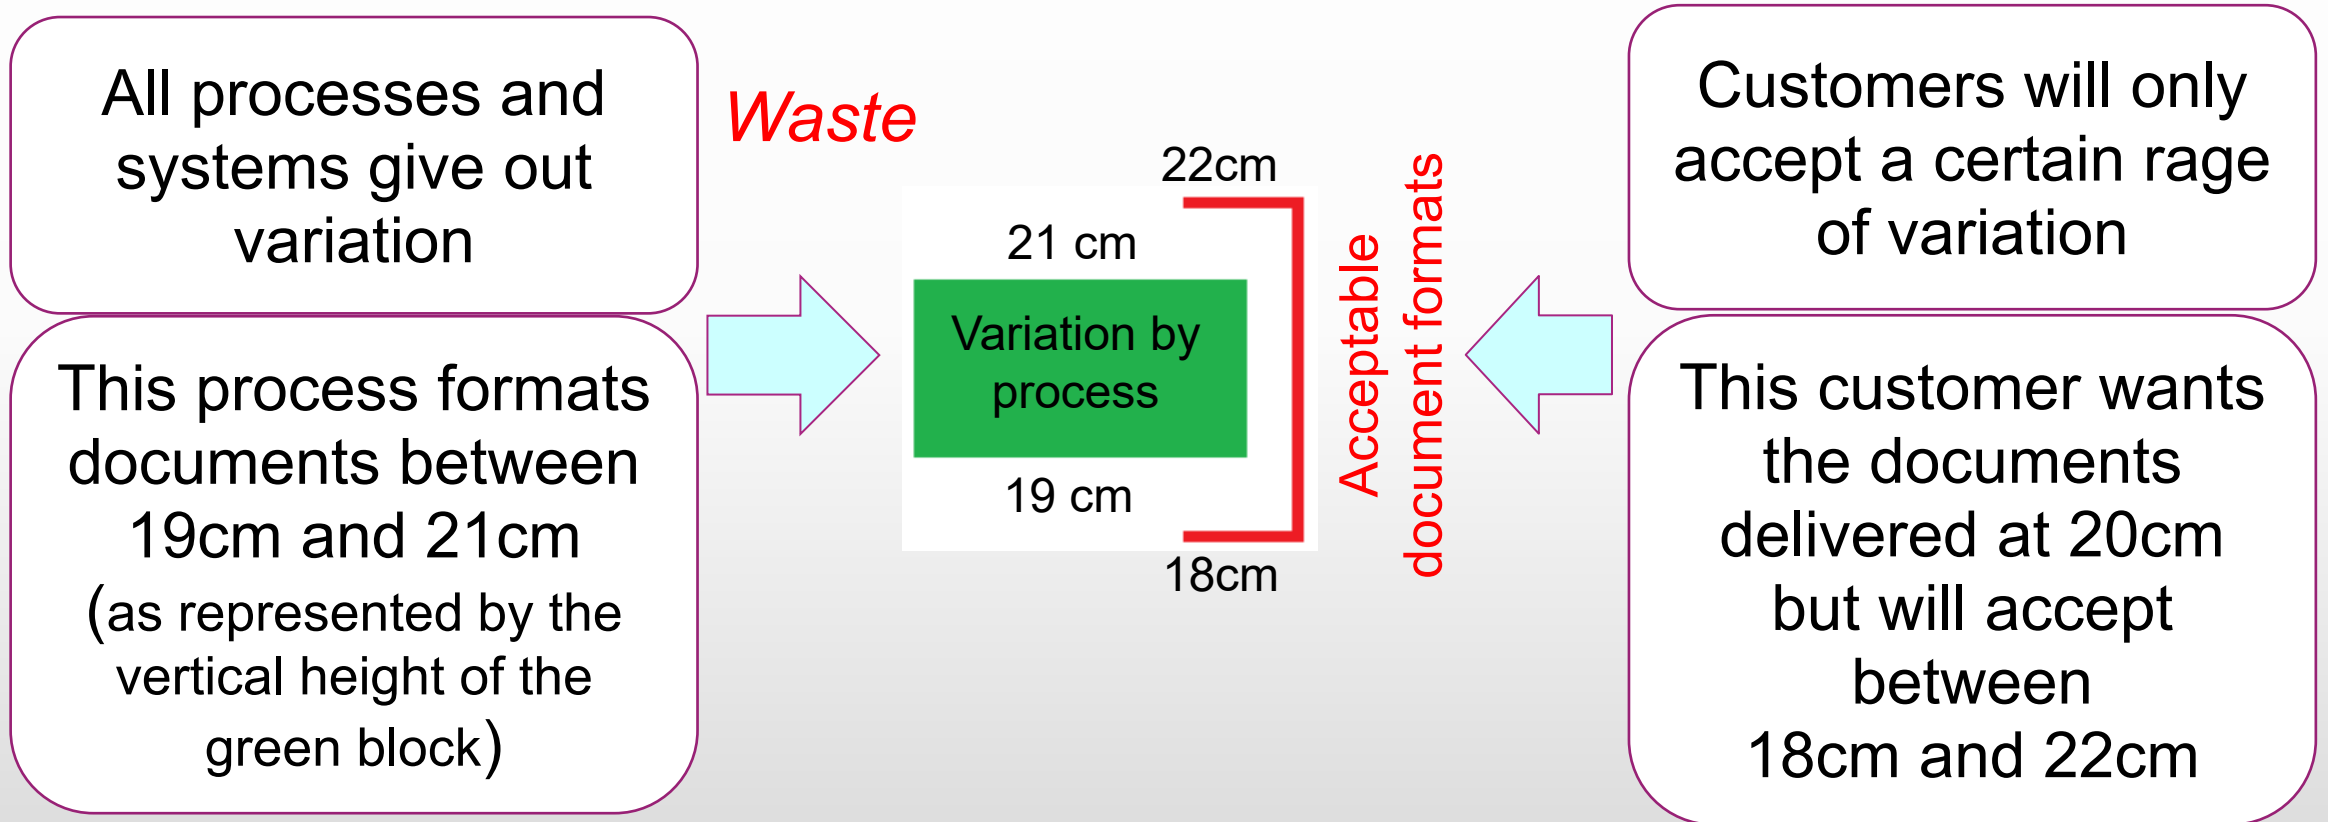 All processes and
systems give out
variation
This process formats
documents between
19cm and 21cm
(as represented by the
vertical height of the
green block)
Waste
22cm
21 cm
Variation by
process
19 cm
18cm
Acceptable
document formats
Customers will only
accept a certain rage
of variation
This customer wants
the documents
delivered at 20cm
but will accept
between
18cm and 22cm